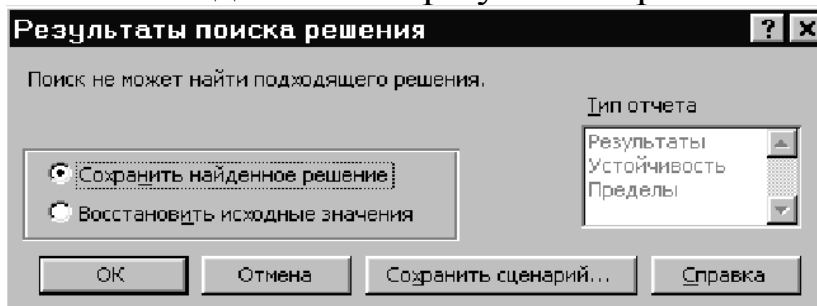 Результаты поиска решения
Поиск не может найти подходящего решения.
Тип отчета
Результаты
Устойчивость
Пределы
Сохранить найденное решение
Восстановить исходные значения
ОК
Отмена
Сохранить сценарий...
Справка